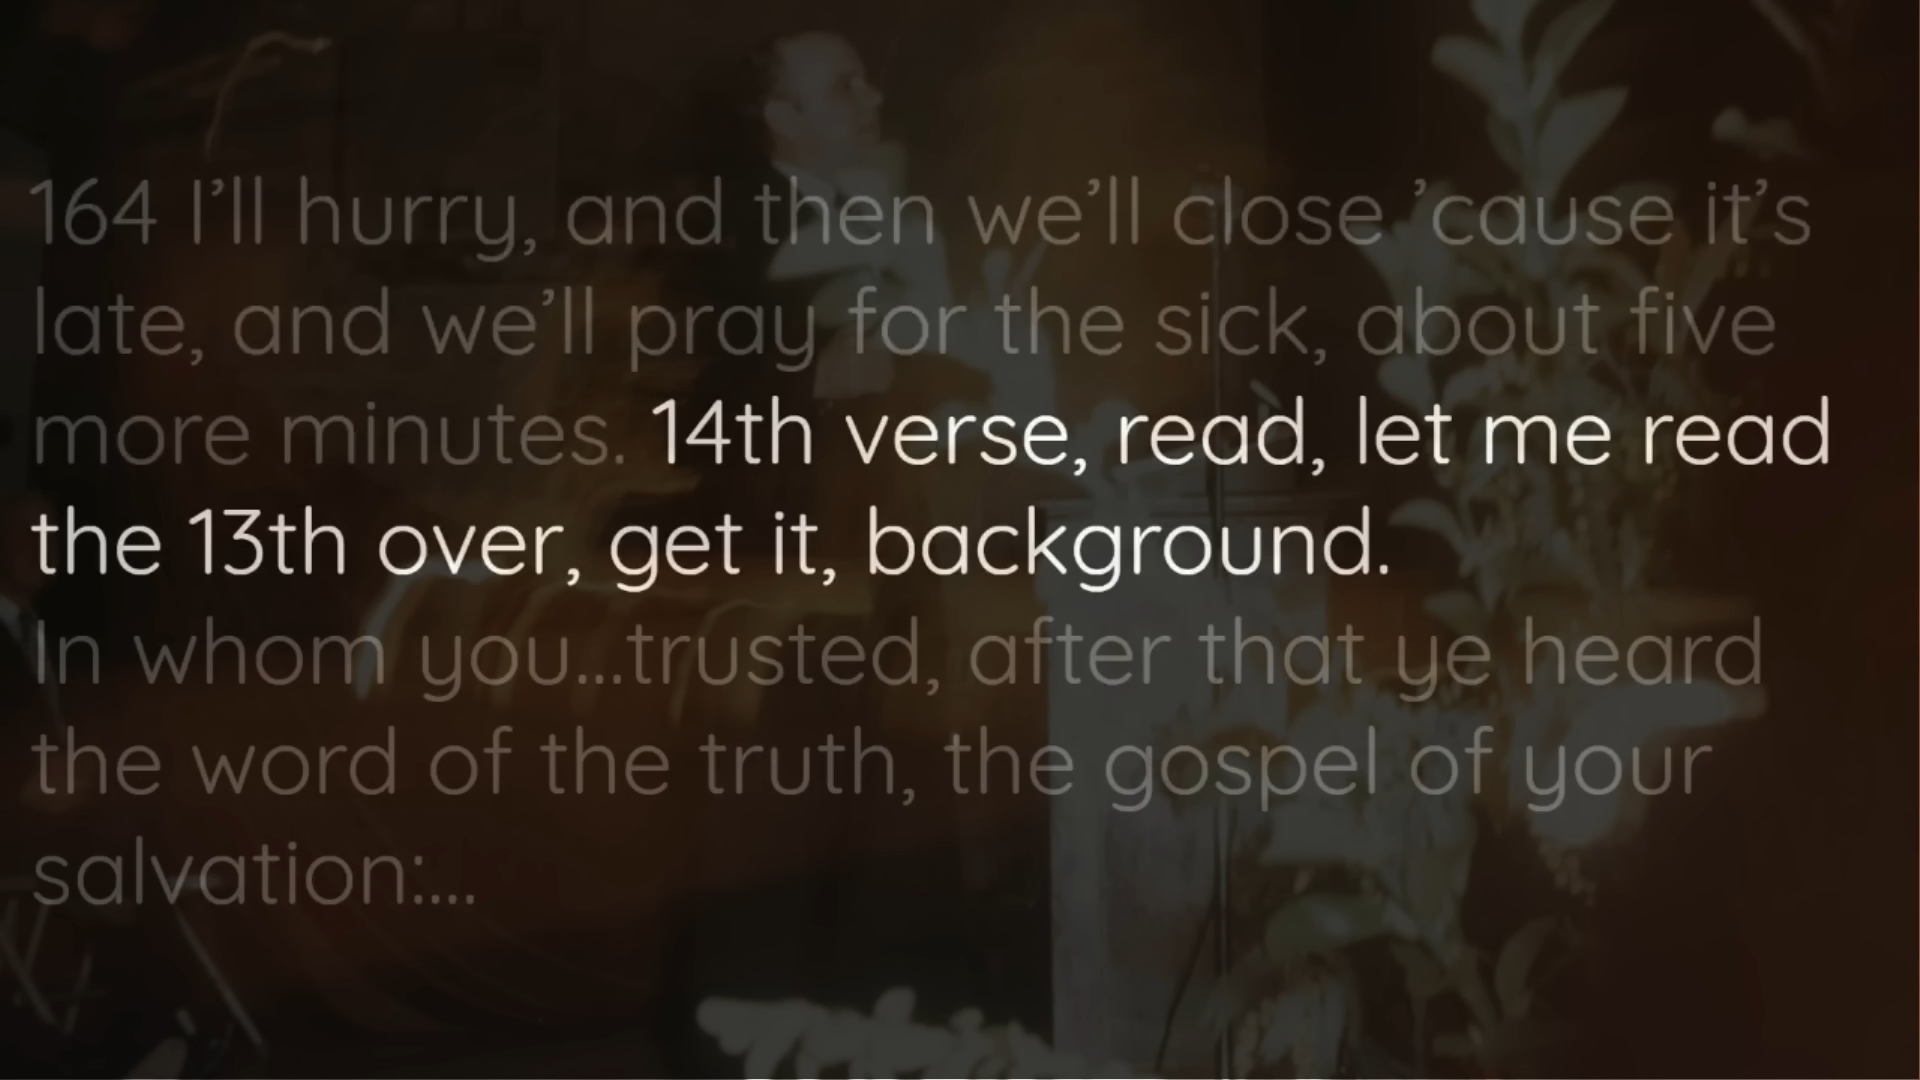 164 I’ll hurry, and then we’ll close ’cause it’s
late, and we’ll pray for the sick, about five
more minutes. 14th verse, read, let me read
the 13th over, get it, background.
In whom you...trusted, after that ye heard
the word of the truth, the gospel of your
salvation:...